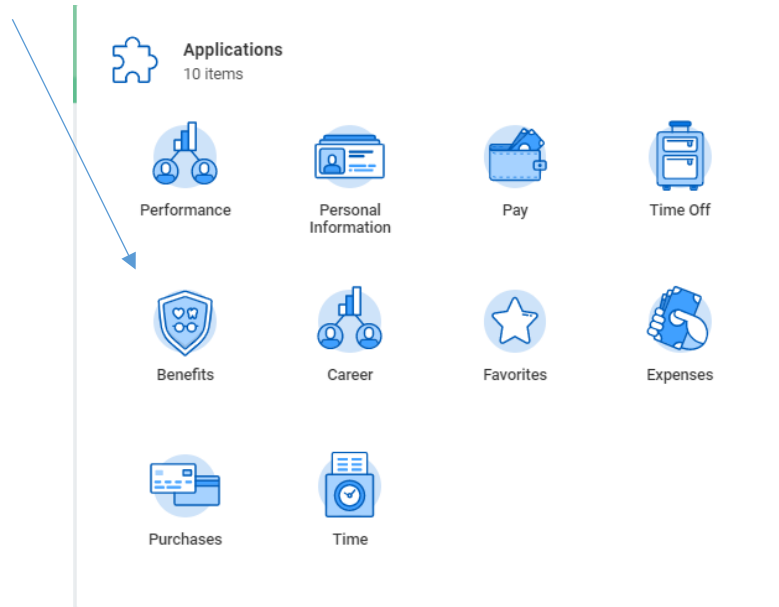 Applications
10 items
Performance
Personal
Information
Pay
Time Off
Benefits
Career
Favorites
Expenses
Purchases
Time